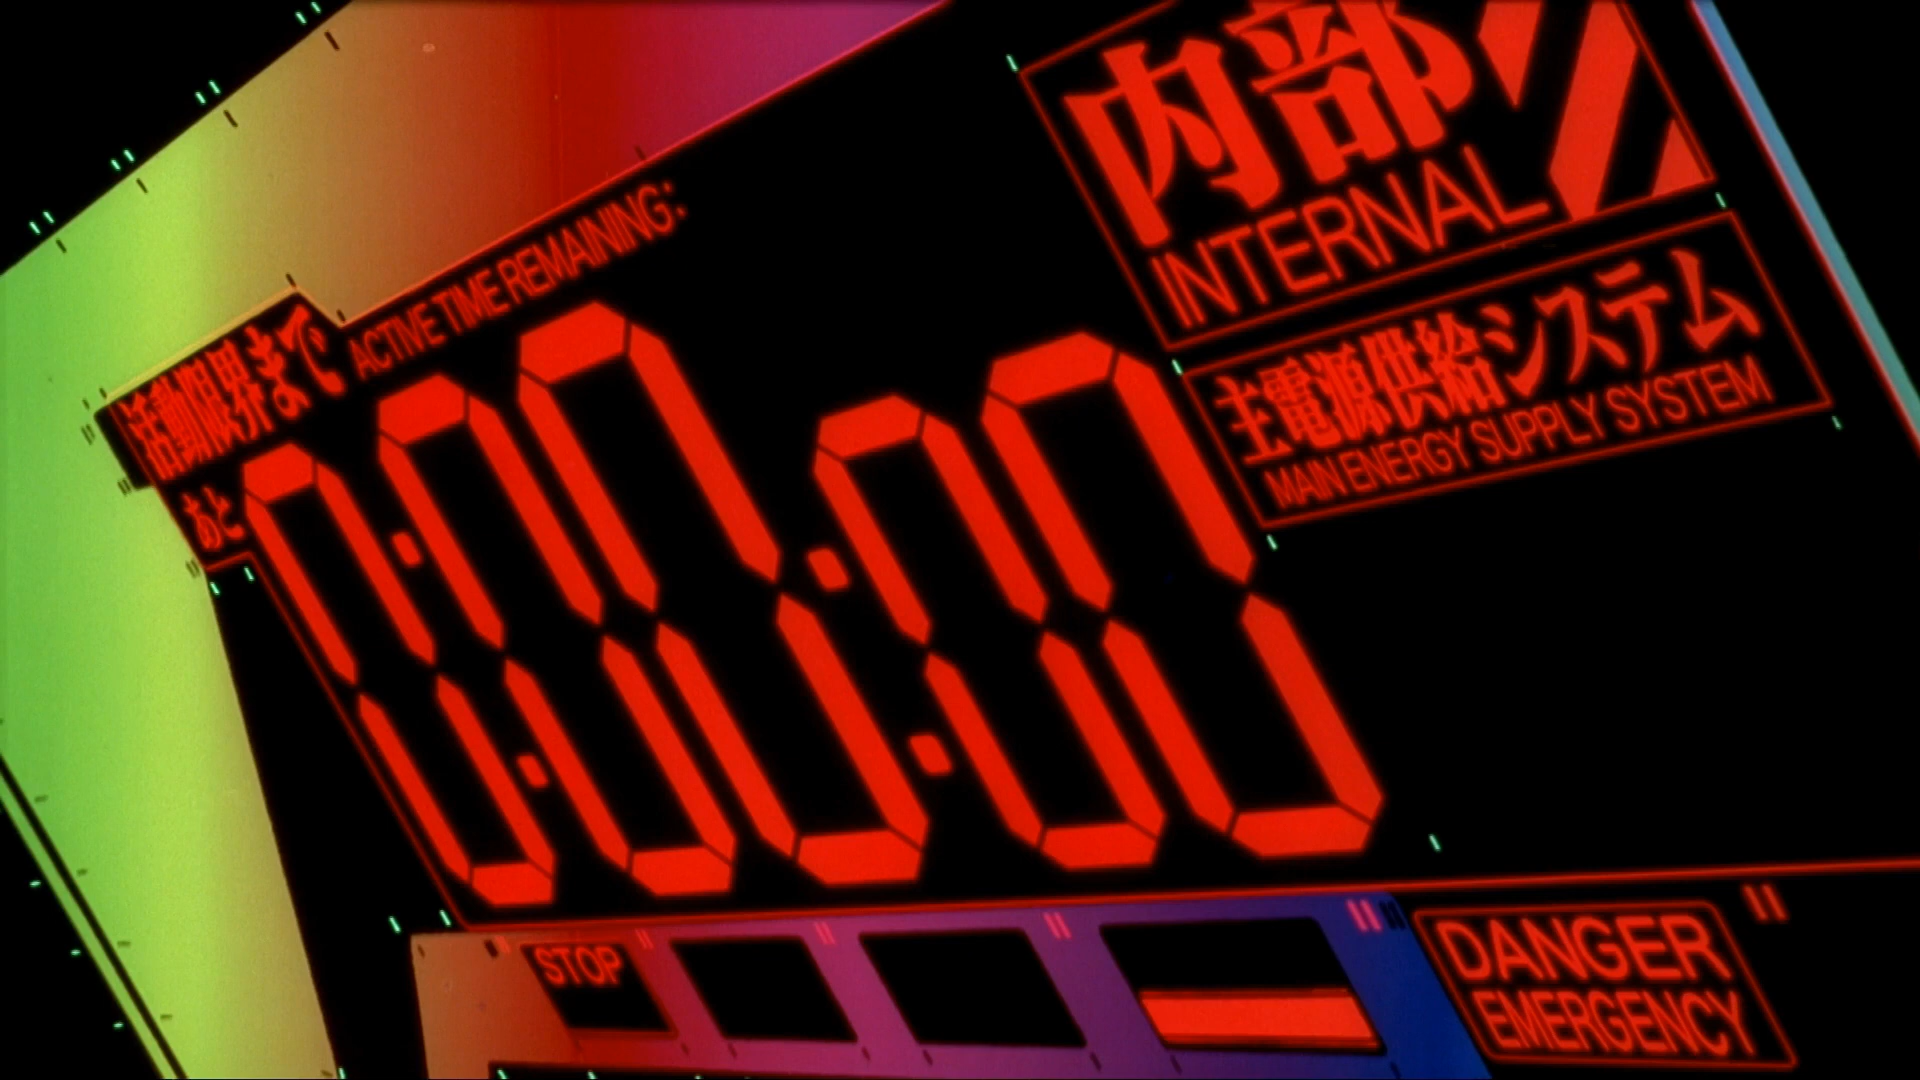 内部
INTERNAL
主電源供給システム
MAIN ENERGY SUPPLY SYSTEM
活動限界まで
ACTIVE TIME REMAINING:
あと
0:00:00
STOP
DANGER
EMERGENCY